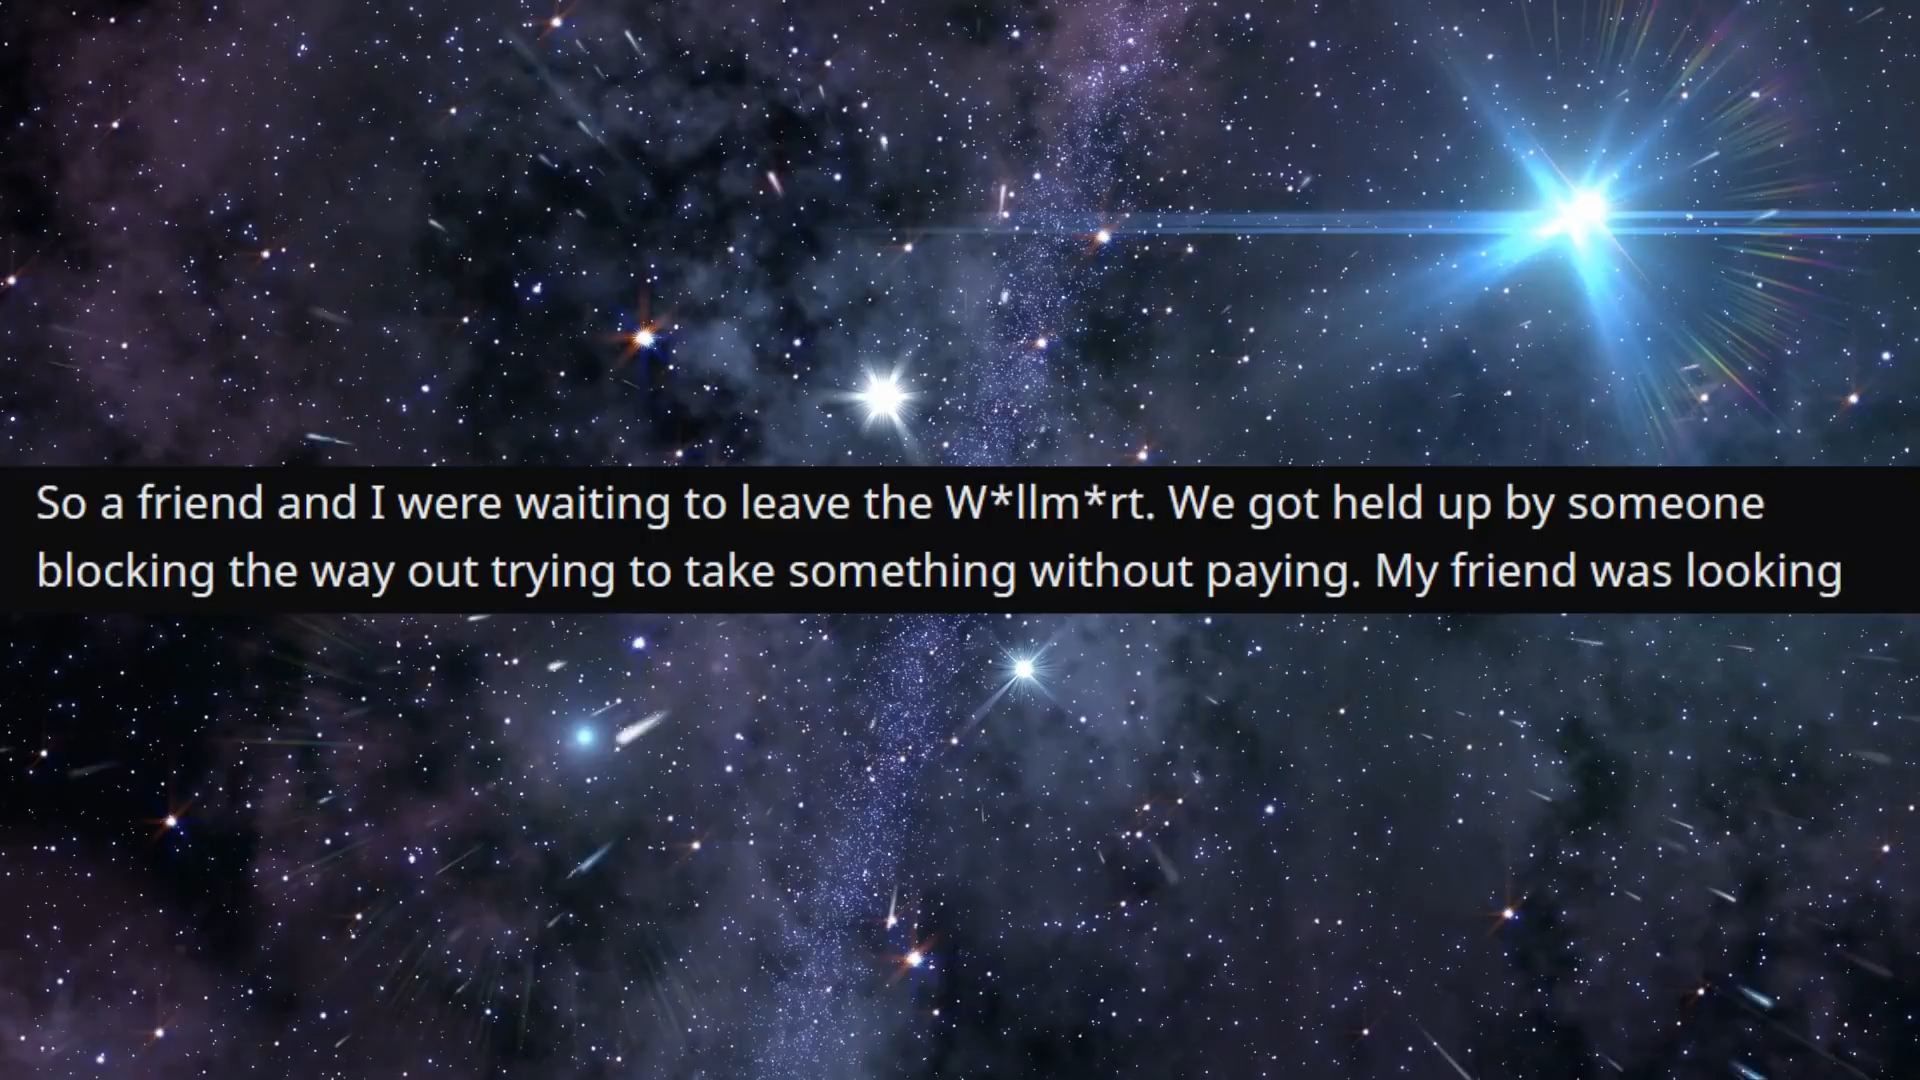 So a friend and I were waiting to leave the W*llm*rt. We got held up by someone
blocking the way out trying to take something without paying. My friend was looking